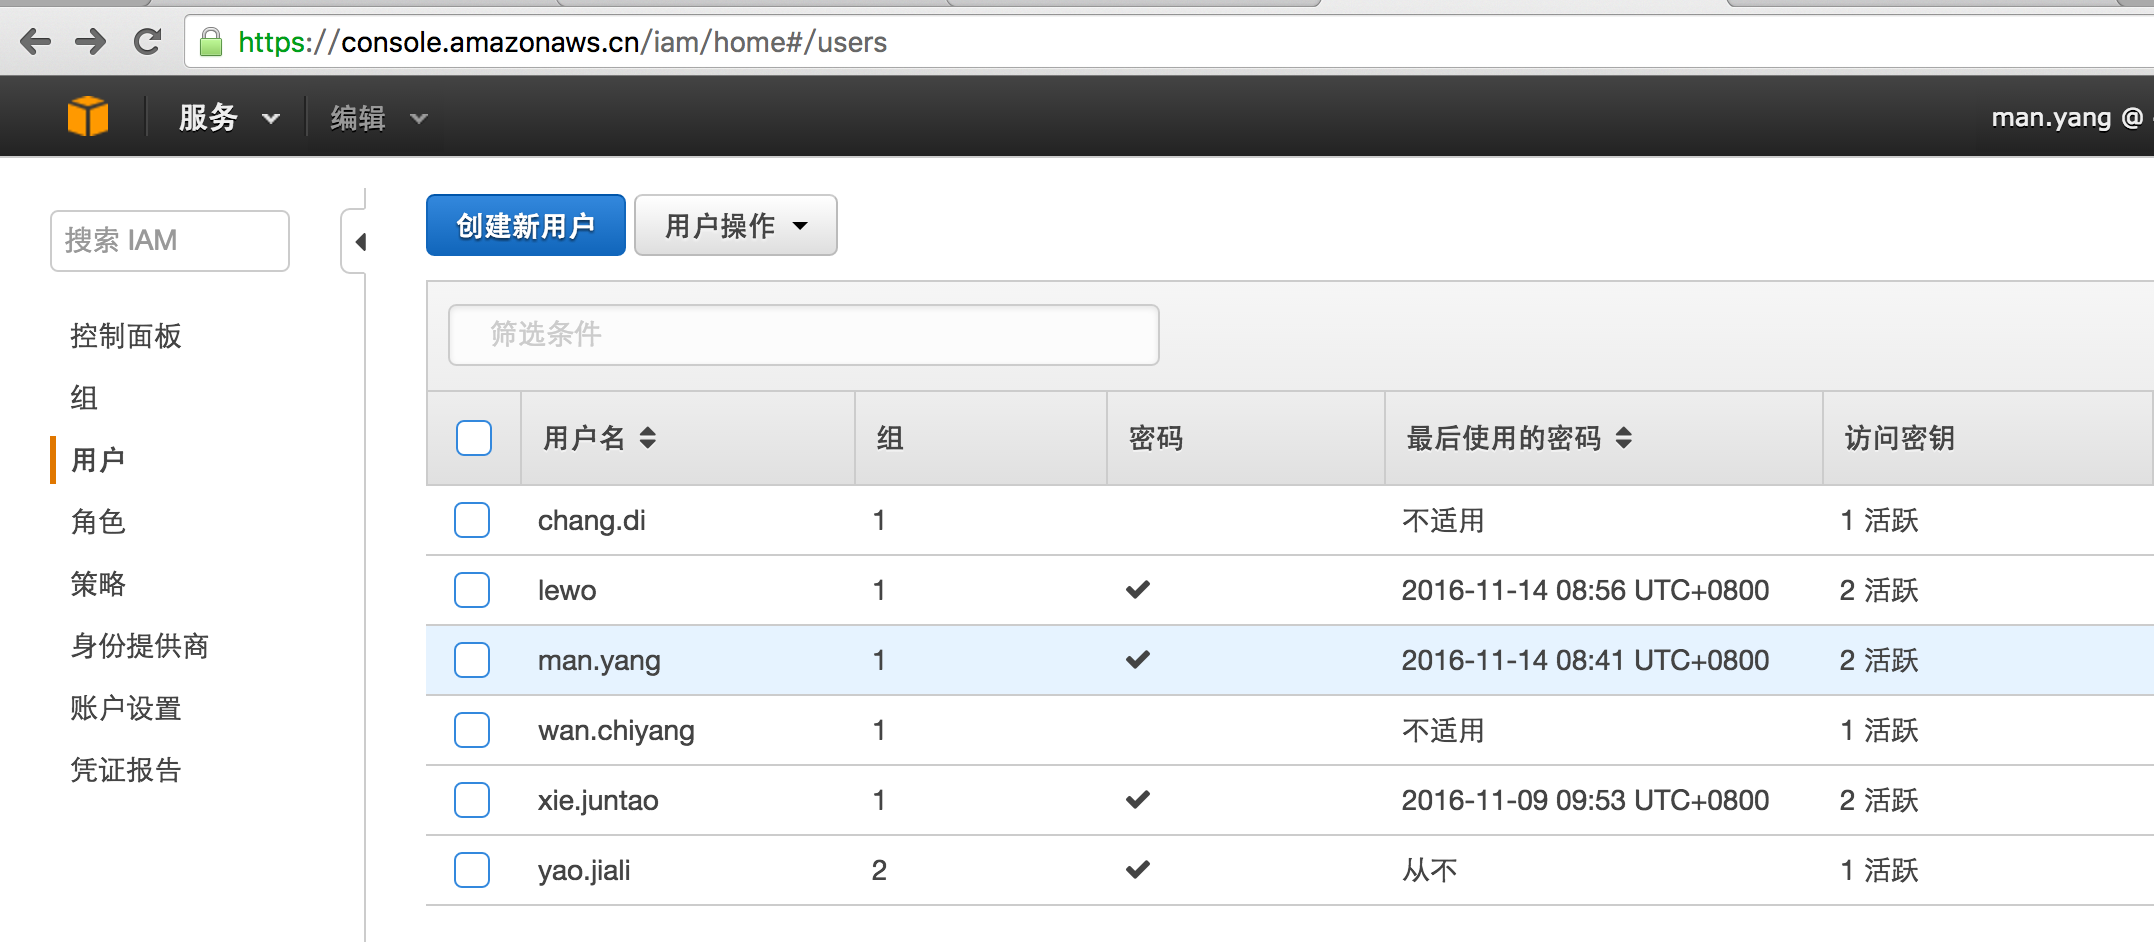 https://console.amazonaws.cn/iam/home#/users
服务 编辑 man.yang @
搜索 IAM
控制面板
组
用户
角色
策略
身份提供商
账户设置
凭证报告
创建新用户 用户操作
筛选条件
用户名 组 密码 最后使用的密码 访问密钥
chang.di 1 不适用 1 活跃
lewo 1 2016-11-14 08:56 UTC+0800 2 活跃
man.yang 1 2016-11-14 08:41 UTC+0800 2 活跃
wan.chiyang 1 不适用 1 活跃
xie.juntao 1 2016-11-09 09:53 UTC+0800 2 活跃
yao.jiali 2 从不 1 活跃